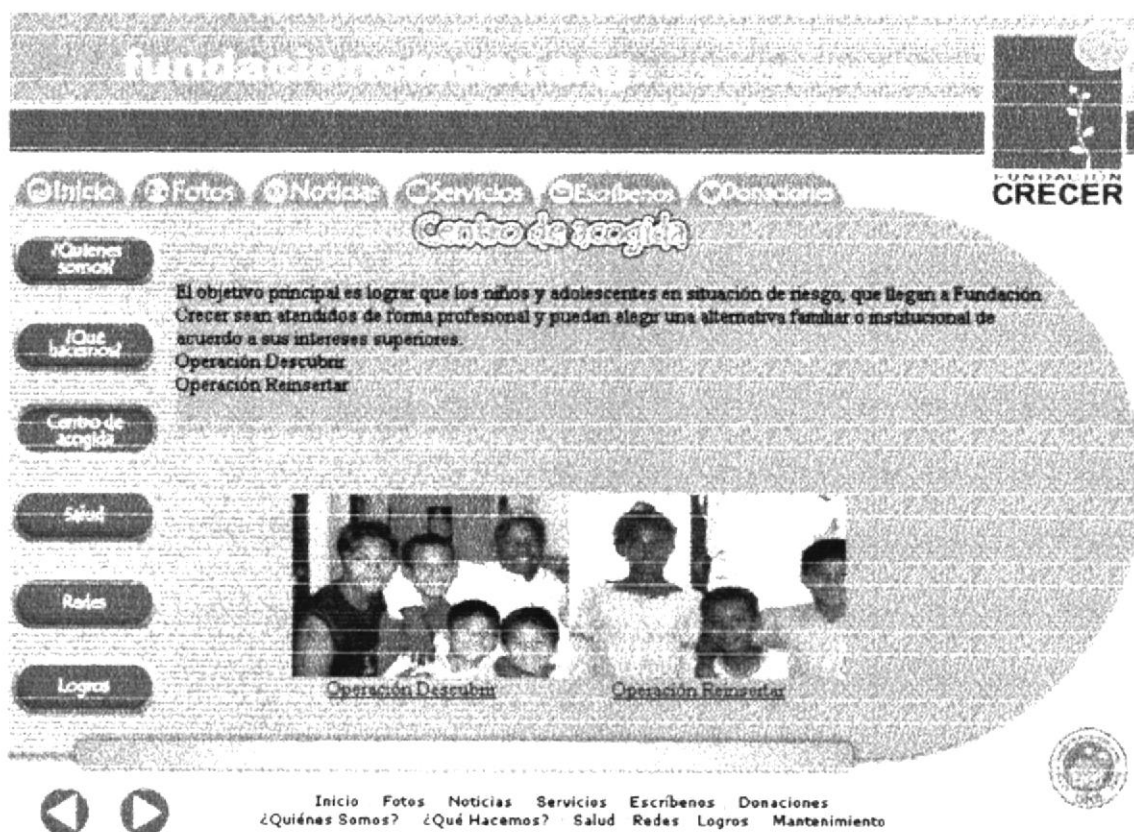 FUNDACIÓN
CRECER
Inicio Fotos Noticias Servicios Escríbenos Donaciones
Centro de acogida
¿Quienes
somos?
¿Qué
hacemos?
Centro de
acogida
Salud
Redes
Logros
El objetivo principal es lograr que los niños y adolescentes en situación de riesgo, que llegan a Fundación
Crecer sean atendidos de forma profesional y puedan elegir una alternativa familiar o institucional de
acuerdo a sus intereses superiores.
Operación Descubrir
Operación Reinsertar
Operación Descubrir Operación Reinsertar
Inicio Fotos Noticias Servicios Escríbenos Donaciones
¿Quiénes Somos? ¿Qué Hacemos? Salud Redes Logros Mantenimiento